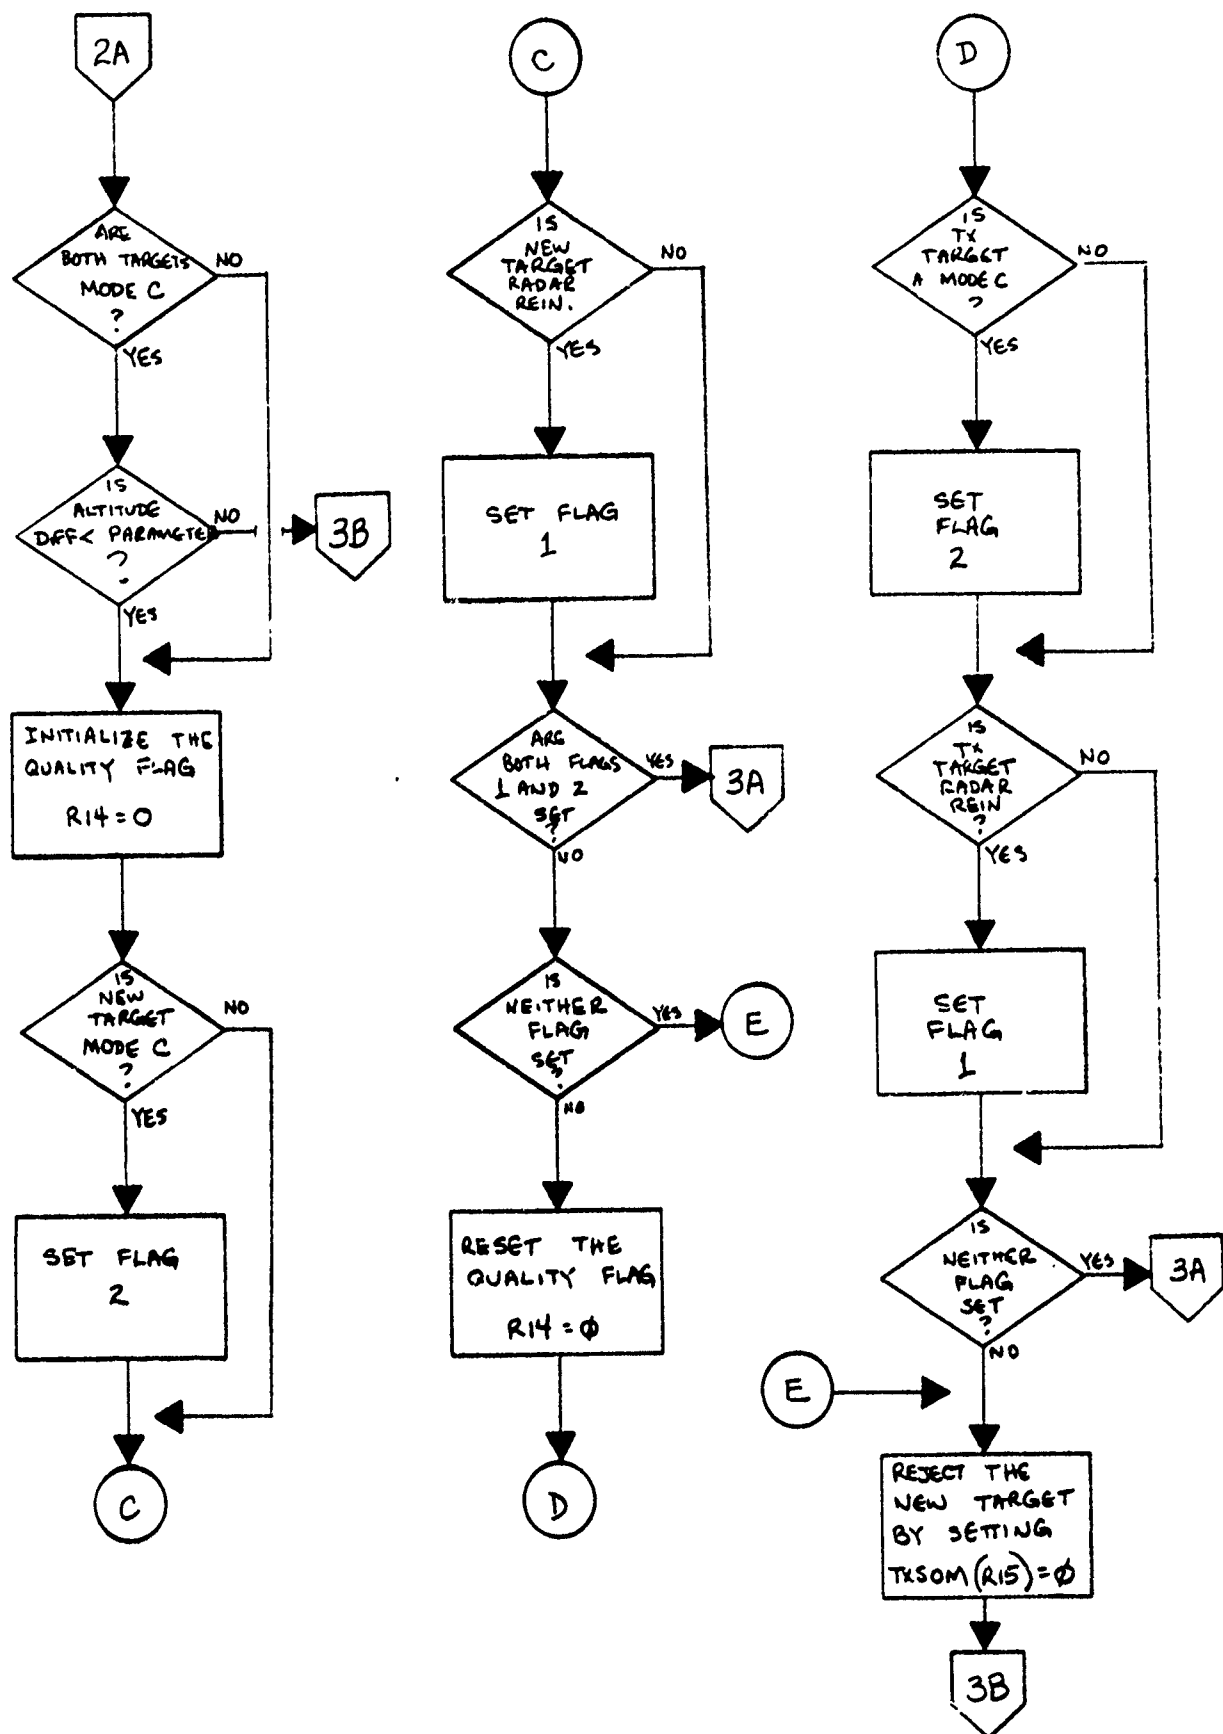 2A
ARE
BOTH TARGETS
MODE C
?
NO
YES
IS
ALTITUDE
DIFF< PARAMETER
?
NO
3B
YES
INITIALIZE THE
QUALITY FLAG
R14=0
IS
NEW
TARGET
MODE C
?
NO
YES
SET FLAG
2
C
C
IS
NEW
TARGET
RADAR
REIN.
NO
YES
SET FLAG
1
ARE
BOTH FLAGS
1 AND 2
SET
?
YES
3A
NO
IS
NEITHER
FLAG
SET
?
YES
E
NO
RESET THE
QUALITY FLAG
R14=Ø
D
D
IS
TX
TARGET
A MODE C
?
NO
YES
SET
FLAG
2
IS
TX
TARGET
RADAR
REIN
?
NO
YES
SET
FLAG
1
IS
NEITHER
FLAG
SET
?
YES
3A
NO
E
REJECT THE
NEW TARGET
BY SETTING
TXSOM(R15)=Ø
3B